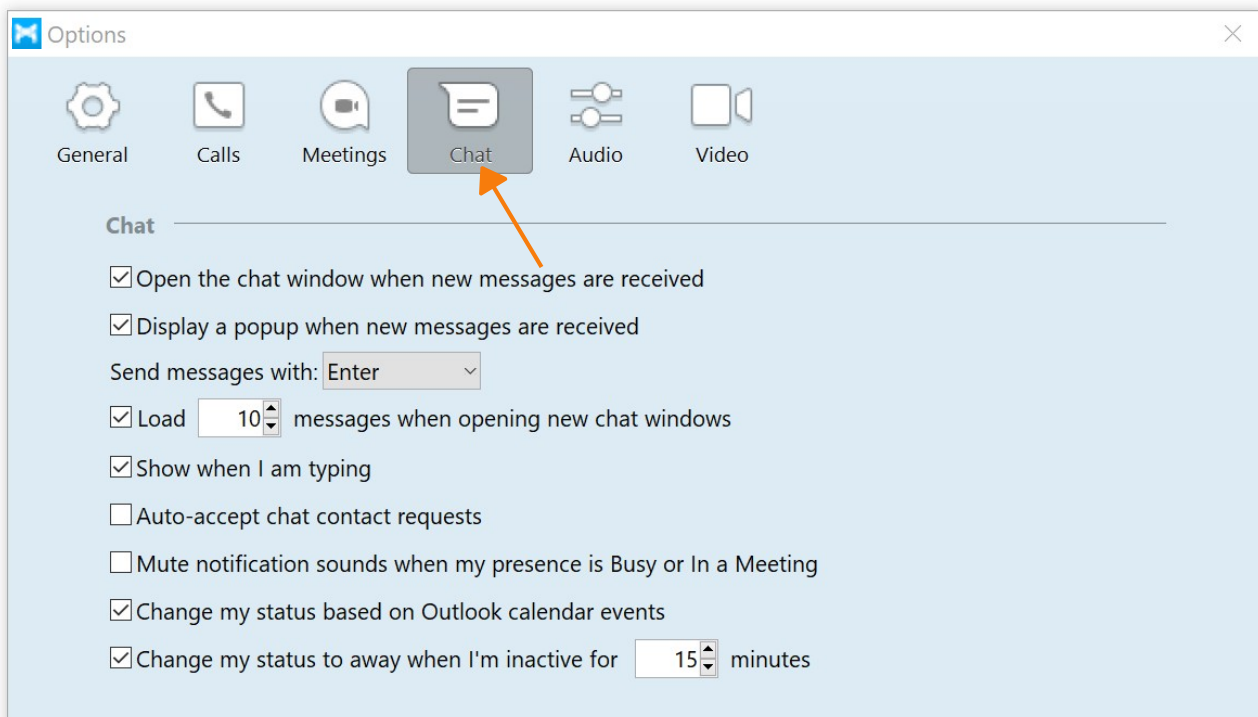 Options
General Calls Meetings Chat Audio Video
Chat
Open the chat window when new messages are received
Display a popup when new messages are received
Send messages with: Enter
Load 10 messages when opening new chat windows
Show when I am typing
Auto-accept chat contact requests
Mute notification sounds when my presence is Busy or In a Meeting
Change my status based on Outlook calendar events
Change my status to away when I'm inactive for 15 minutes